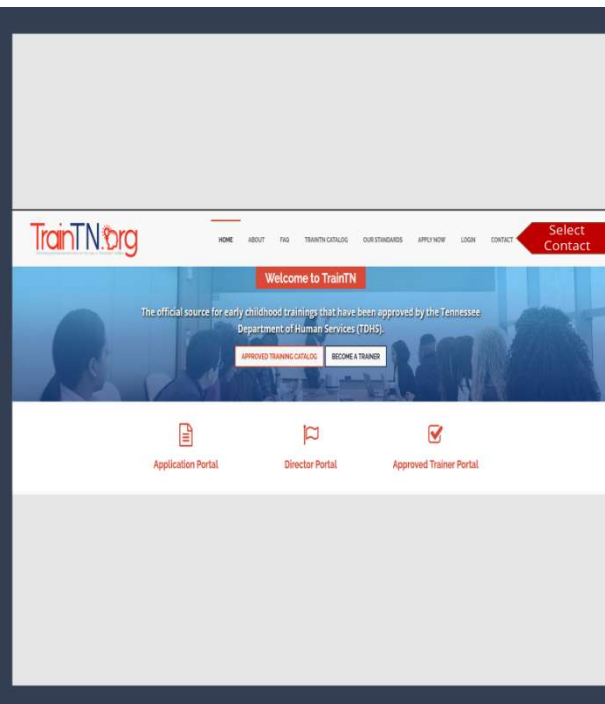 TrainTN.org
HOME ABOUT FAQ TRAINTN CATALOG OUR STANDARDS APPLY NOW LOGIN CONTACT
Select
Contact
Welcome to TrainTN
The official source for early childhood trainings that have been approved by the Tennessee
Department of Human Services (TDHS).
APPROVED TRAINING CATALOG BECOME A TRAINER
Application Portal Director Portal Approved Trainer Portal